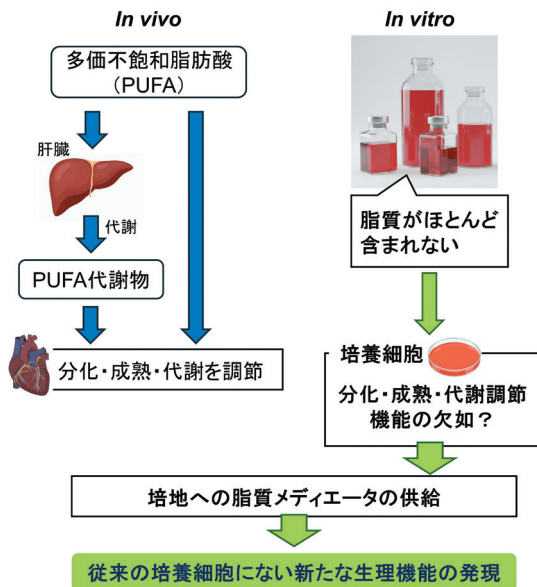 In vivo
多価不飽和脂肪酸
（PUFA）
肝臓
代謝
PUFA代謝物
分化・成熟・代謝を調節
In vitro
脂質がほとんど
含まれない
培養細胞
分化・成熟・代謝調節
機能の欠如？
培地への脂質メディエータの供給
従来の培養細胞にない新たな生理機能の発現